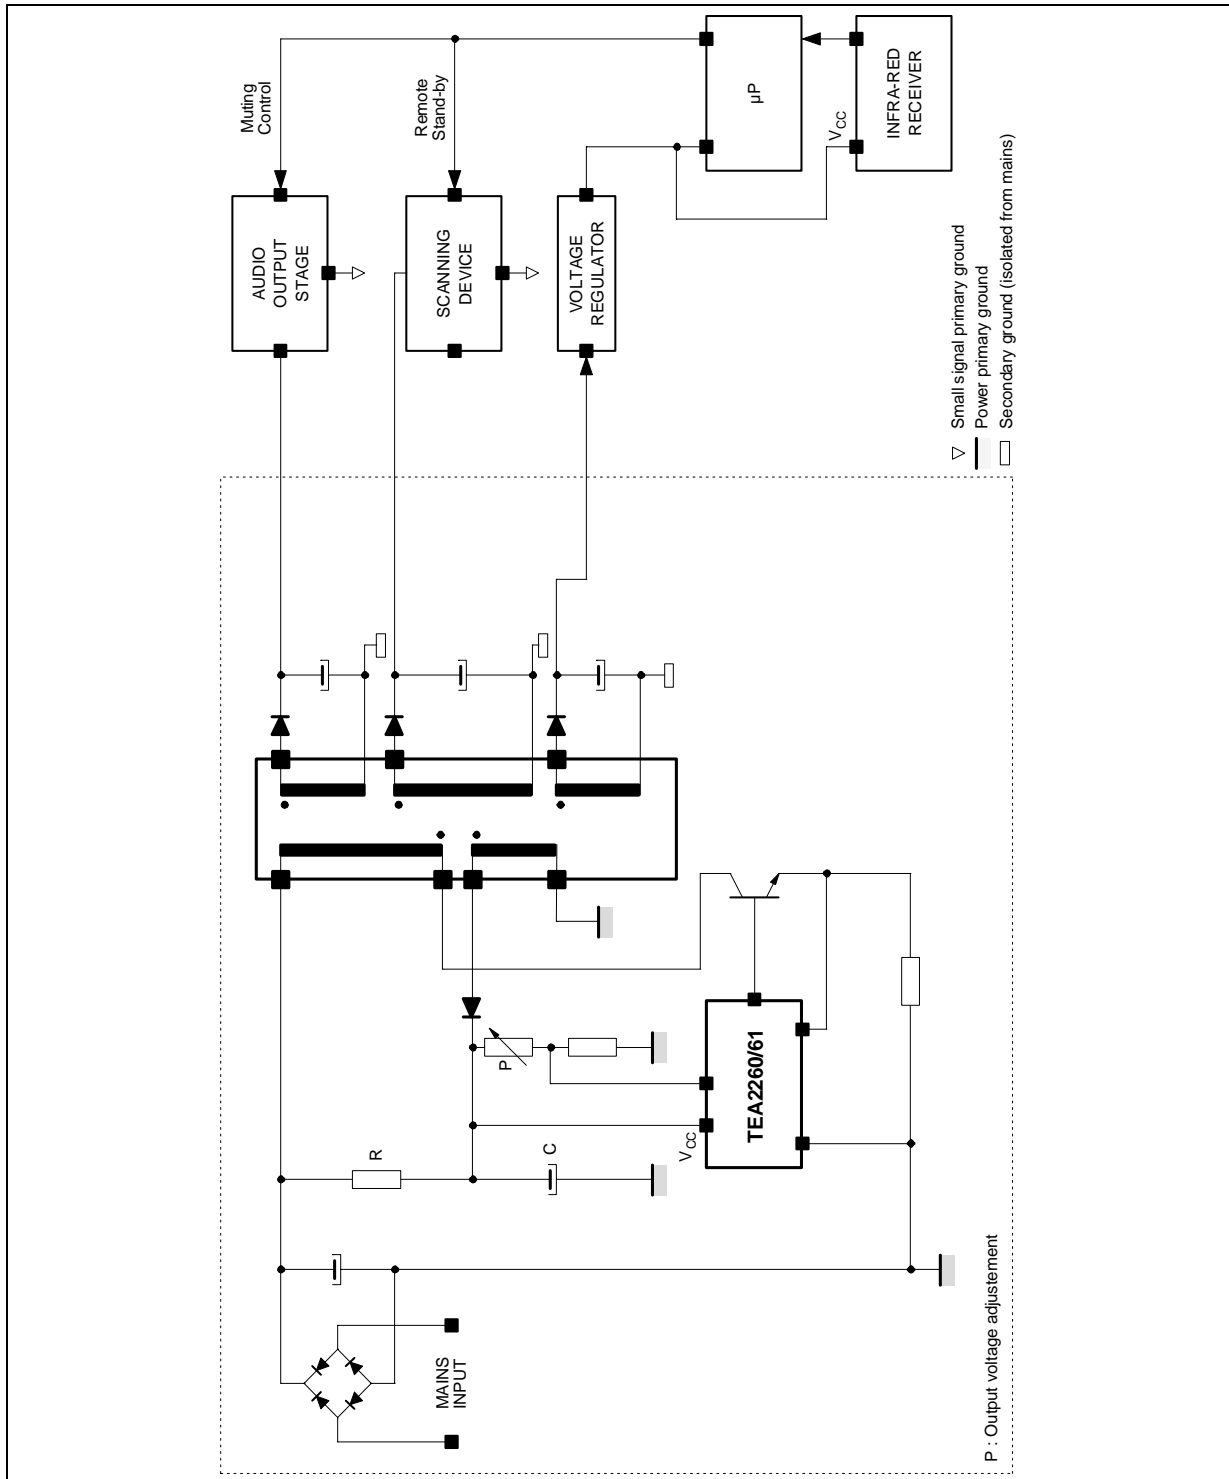 Muting
Control
Remote
Stand-by
µP
INFRA-RED
RECEIVER
VCC
AUDIO
OUTPUT
STAGE
SCANNING
DEVICE
VOLTAGE
REGULATOR
Small signal primary ground
Power primary ground
Secondary ground (isolated from mains)
P
R
C
VCC
TEA2260/61
MAINS
INPUT
P : Output voltage adjustement